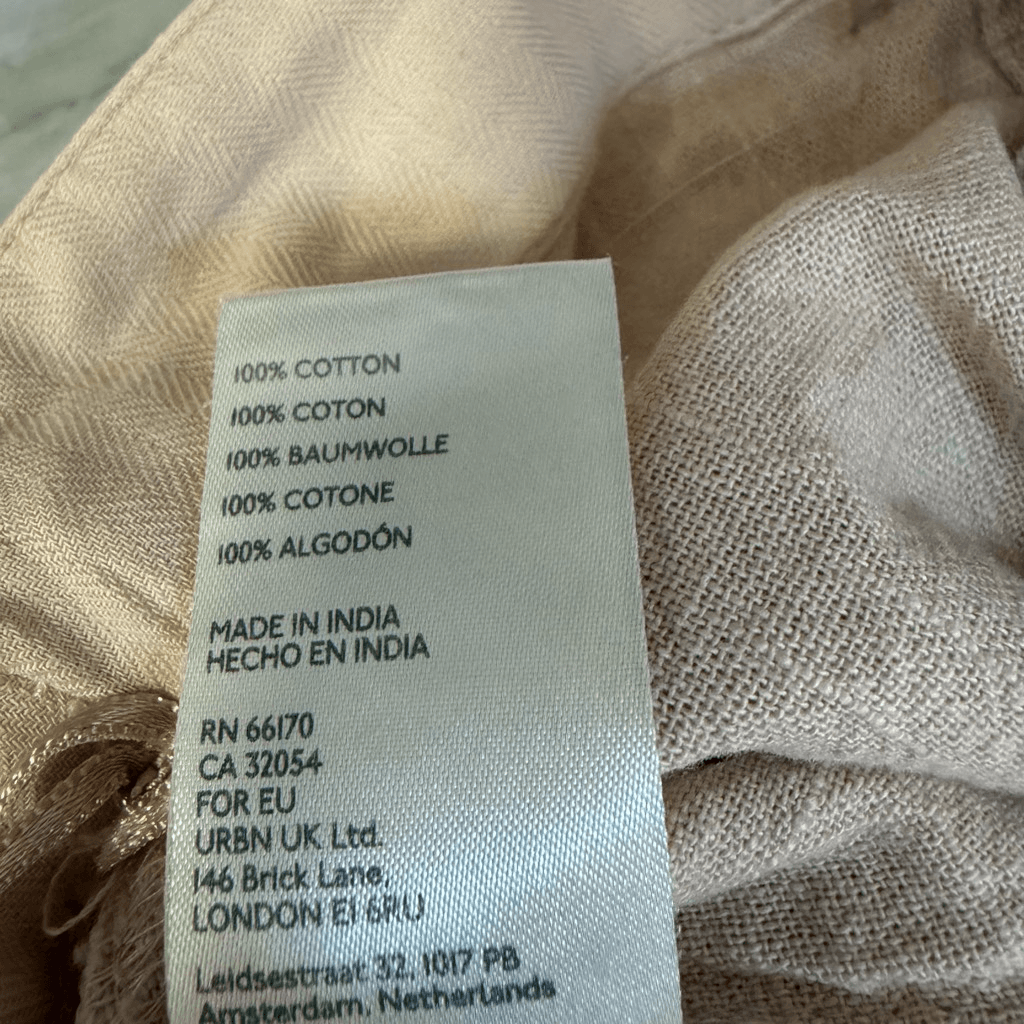 100% COTTON
100% COTON
100% BAUMWOLLE
100% COTONE
100% ALGODÓN
MADE IN INDIA
HECHO EN INDIA
RN 66170
CA 32054
FOR EU
URBN UK Ltd.
146 Brick Lane,
LONDON E1 6RU
Leidsestraat 32, 1017 PB
Amsterdam, Netherlands